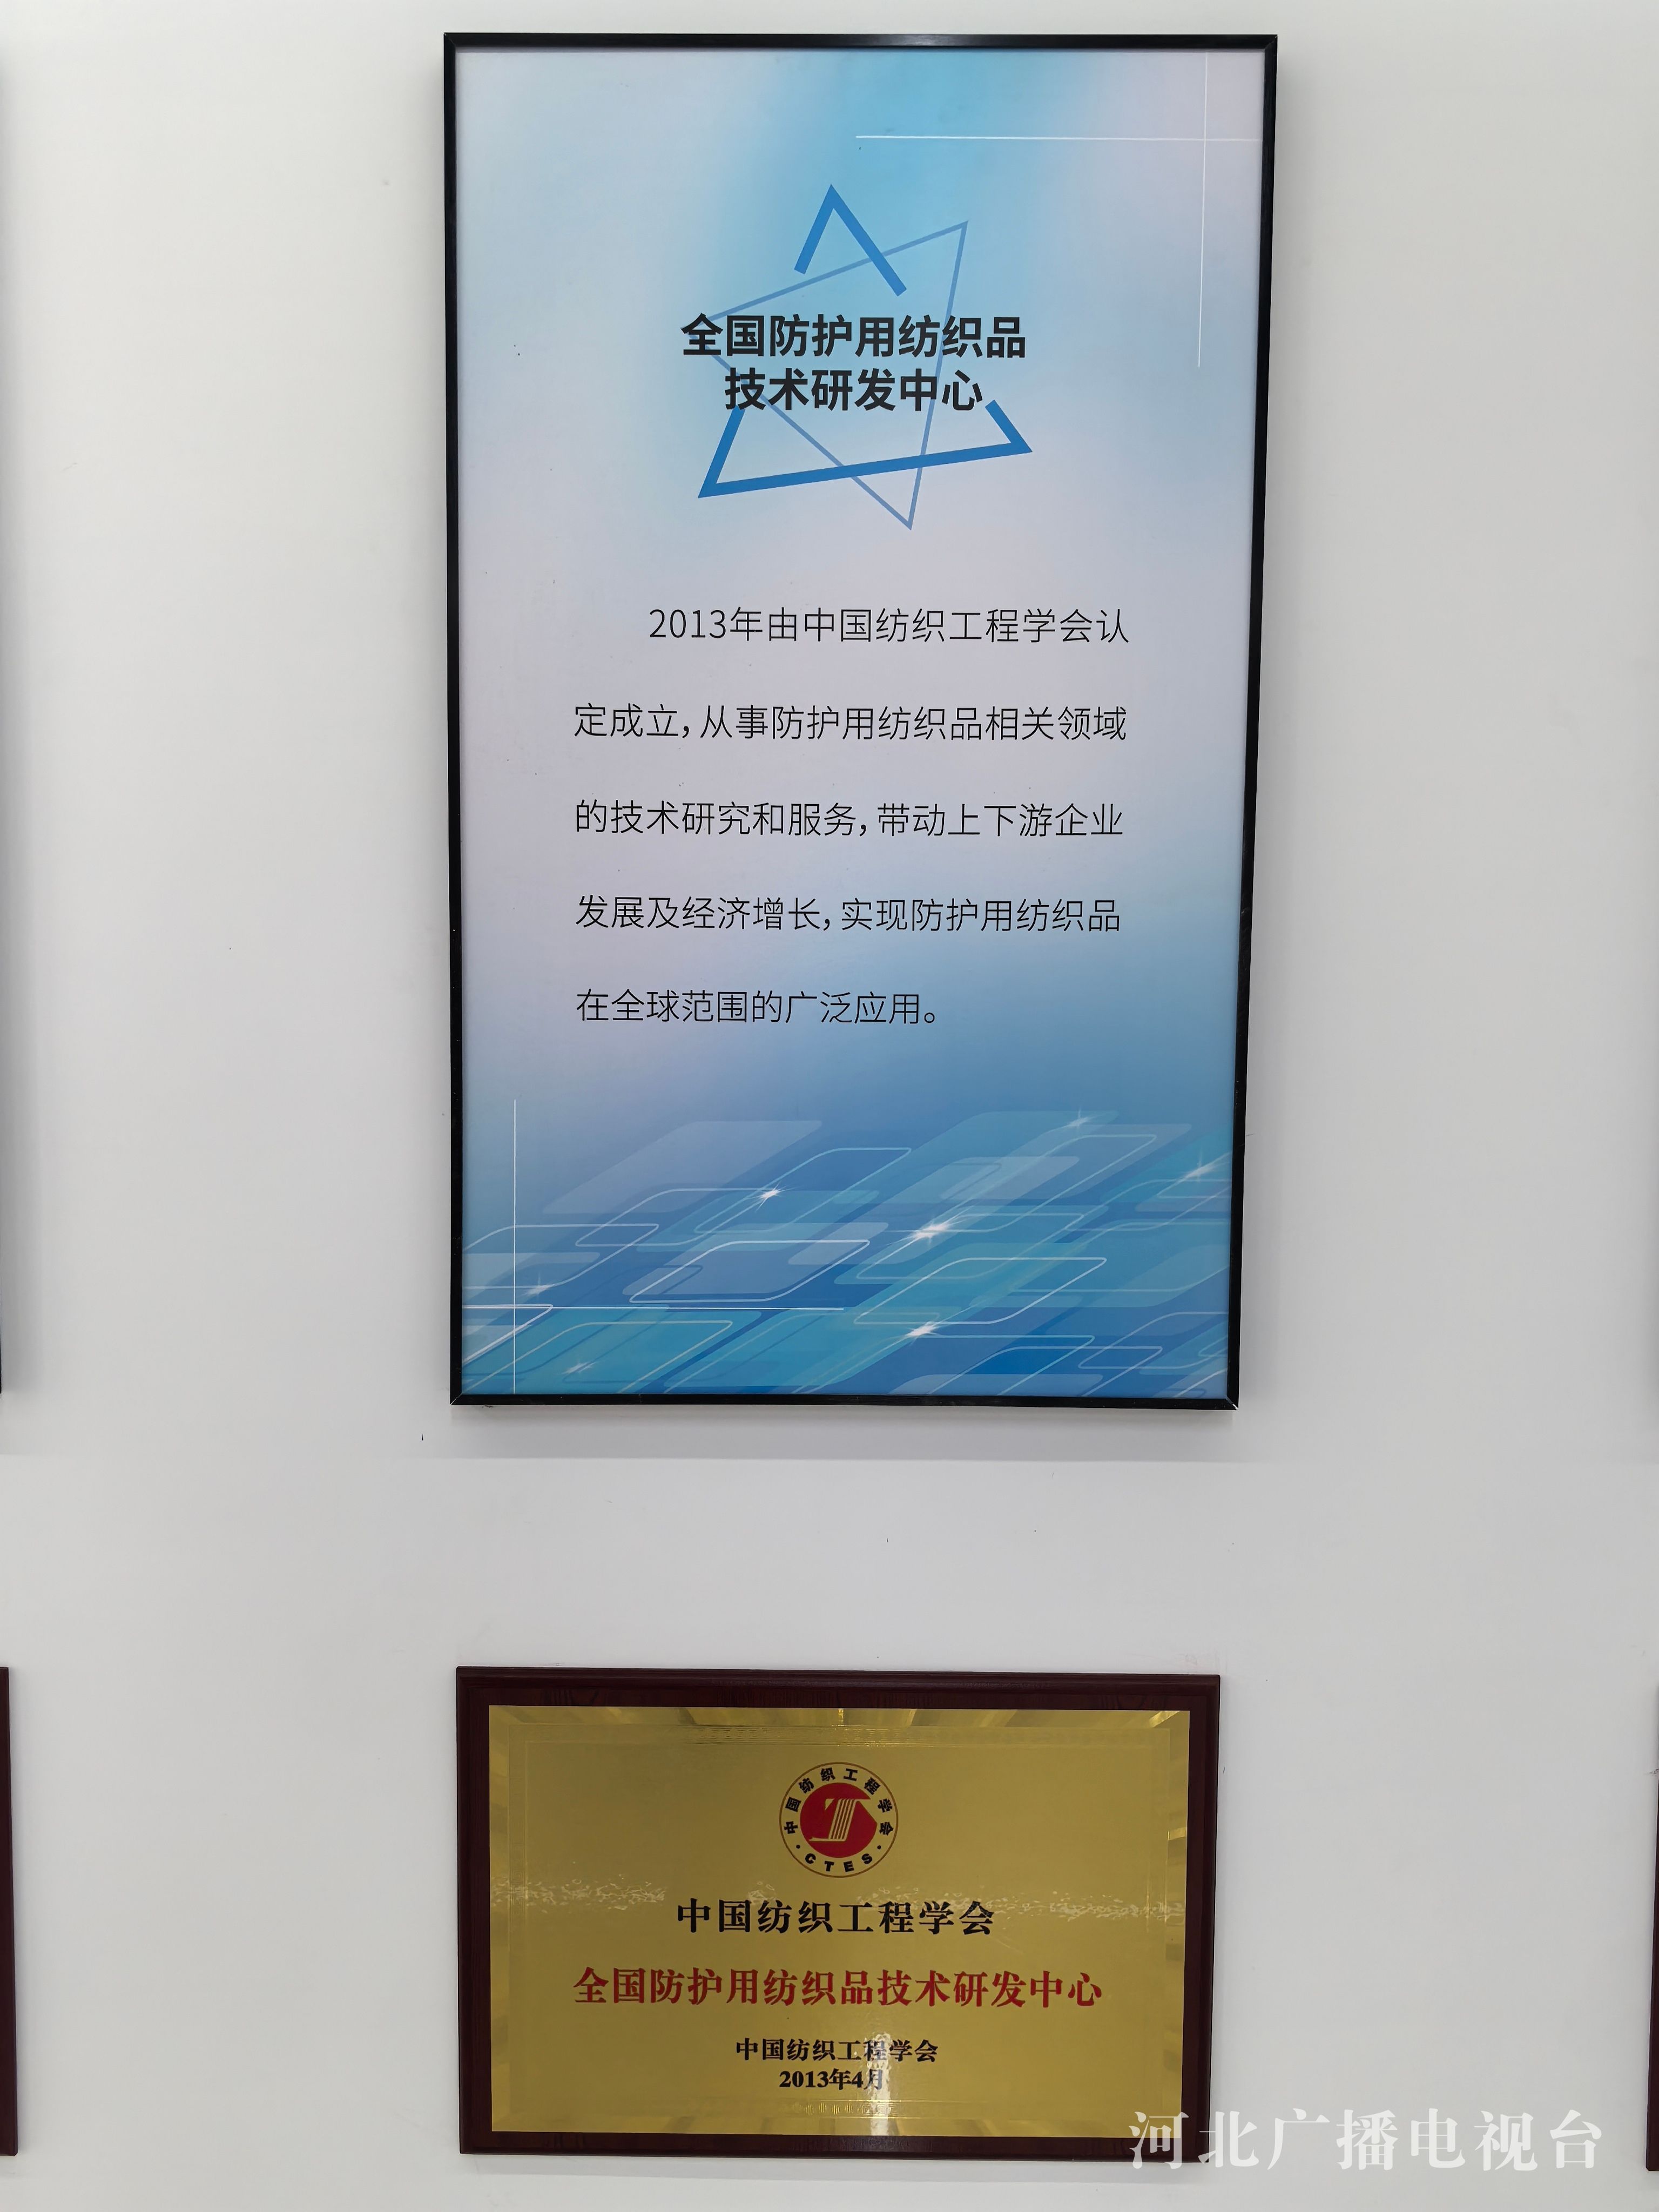 全国防护用纺织品
技术研发中心
2013年由中国纺织工程学会认
定成立，从事防护用纺织品相关领域
的技术研究和服务，带动上下游企业
发展及经济增长，实现防护用纺织品
在全球范围的广泛应用。
中国纺织工程学会
·CTES·
中国纺织工程学会
全国防护用纺织品技术研发中心
中国纺织工程学会
2013年4月
河北广播电视台